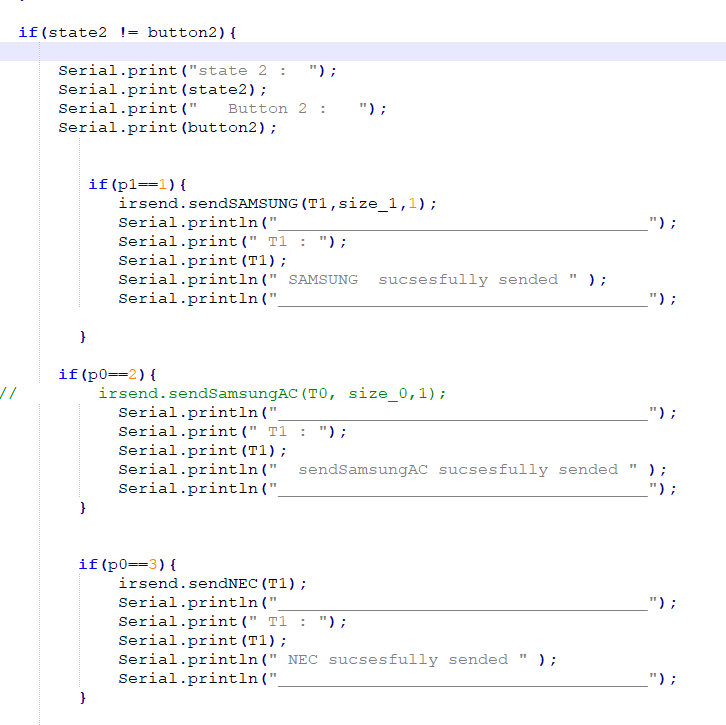 if(state2 != button2){
Serial.print("state 2 :  ");
Serial.print(state2);
Serial.print("   Button 2 :   ");
Serial.print(button2);
if(p1==1){
irsend.sendSAMSUNG(T1,size_1,1);
Serial.println("_____________________________________");
Serial.print(" T1 : ");
Serial.print(T1);
Serial.println(" SAMSUNG  sucsesfully sended " );
Serial.println("_____________________________________");
}
if(p0==2){
//        irsend.sendSamsungAC(T0, size_0,1);
Serial.println("_____________________________________");
Serial.print(" T1 : ");
Serial.print(T1);
Serial.println("  sendSamsungAC sucsesfully sended " );
Serial.println("_____________________________________");
}
if(p0==3){
irsend.sendNEC(T1);
Serial.println("_____________________________________");
Serial.print(" T1 : ");
Serial.print(T1);
Serial.println(" NEC sucsesfully sended " );
Serial.println("_____________________________________");
}